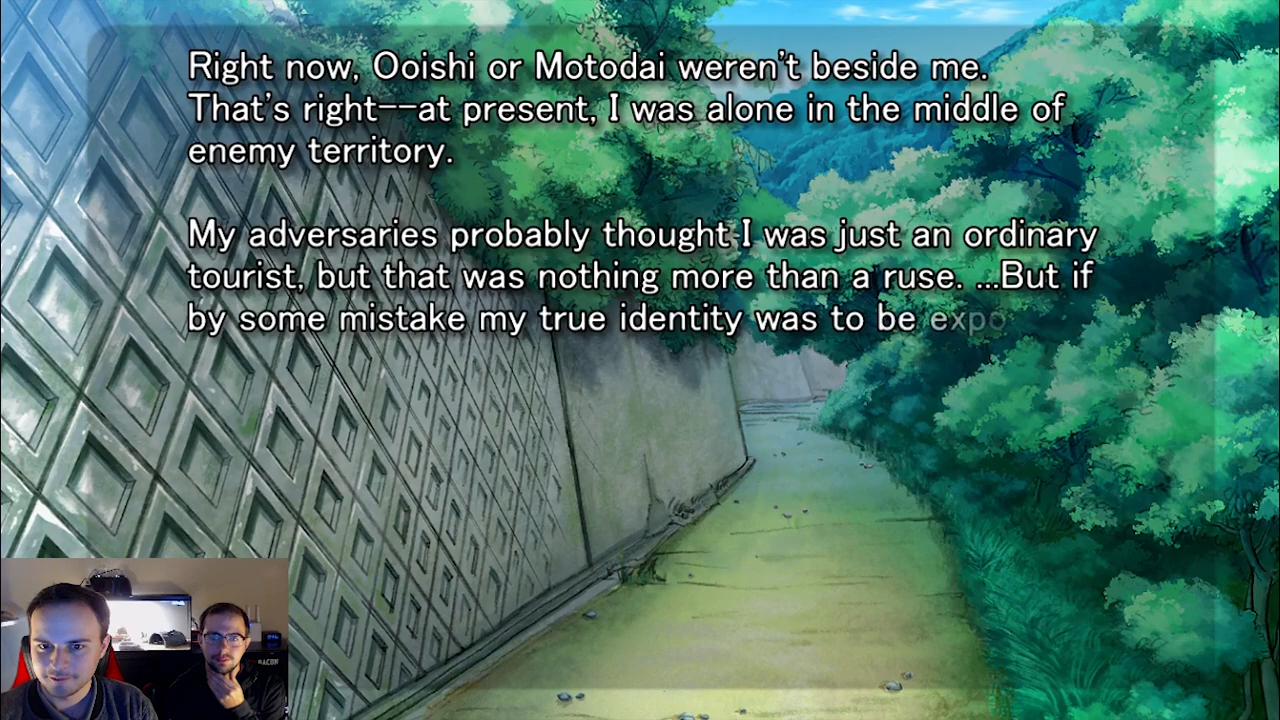 Right now, Ooishi or Motodai weren't beside me.
That's right--at present, I was alone in the middle of
enemy territory.
My adversaries probably thought I was just an ordinary
tourist, but that was nothing more than a ruse. ...But if
by some mistake my true identity was to be expo